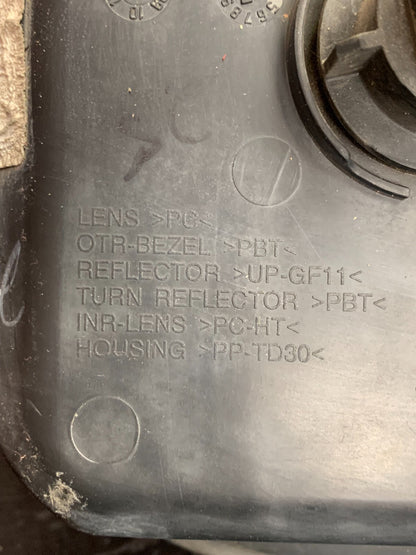 LENS >PC<
OTR-BEZEL >PBT<
REFLECTOR >UP-GF11<
TURN REFLECTOR >PBT<
INR-LENS >PC-HT<
HOUSING >PP-TD30<